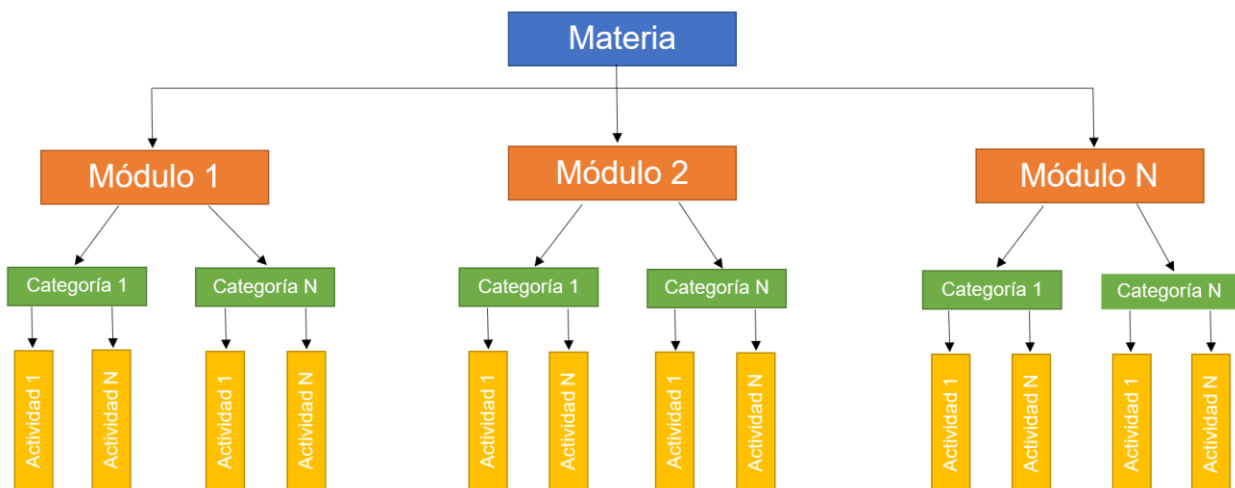 Materia
Módulo 1
Módulo 2
Módulo N
Categoría 1
Categoría N
Categoría 1
Categoría N
Categoría 1
Categoría N
Actividad 1
Actividad N
Actividad 1
Actividad N
Actividad 1
Actividad N
Actividad 1
Actividad N
Actividad 1
Actividad N
Actividad 1
Actividad N